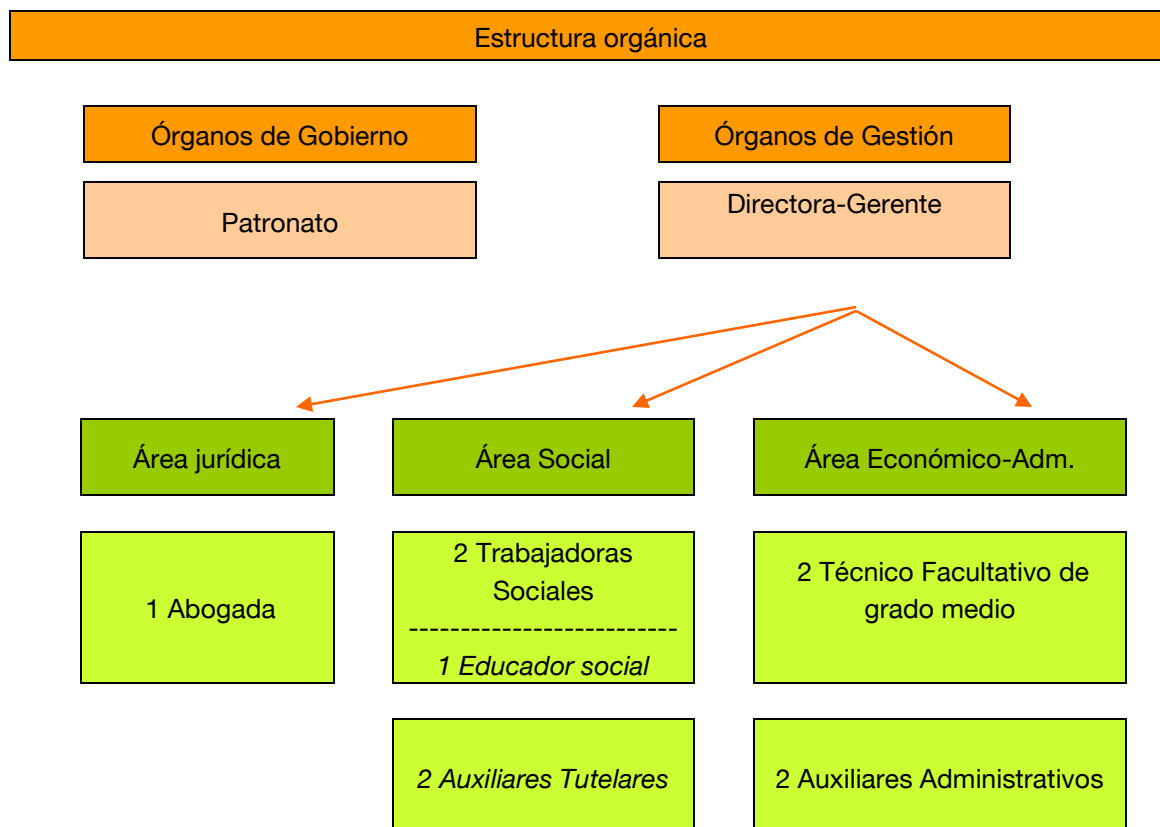 Estructura orgánica
Órganos de Gobierno
Órganos de Gestión
Patronato
Directora-Gerente
Área jurídica
Área Social
Área Económico-Adm.
1 Abogada
2 Trabajadoras
Sociales
--------------------------
1 Educador social
2 Técnico Facultativo de
grado medio
2 Auxiliares Tutelares
2 Auxiliares Administrativos